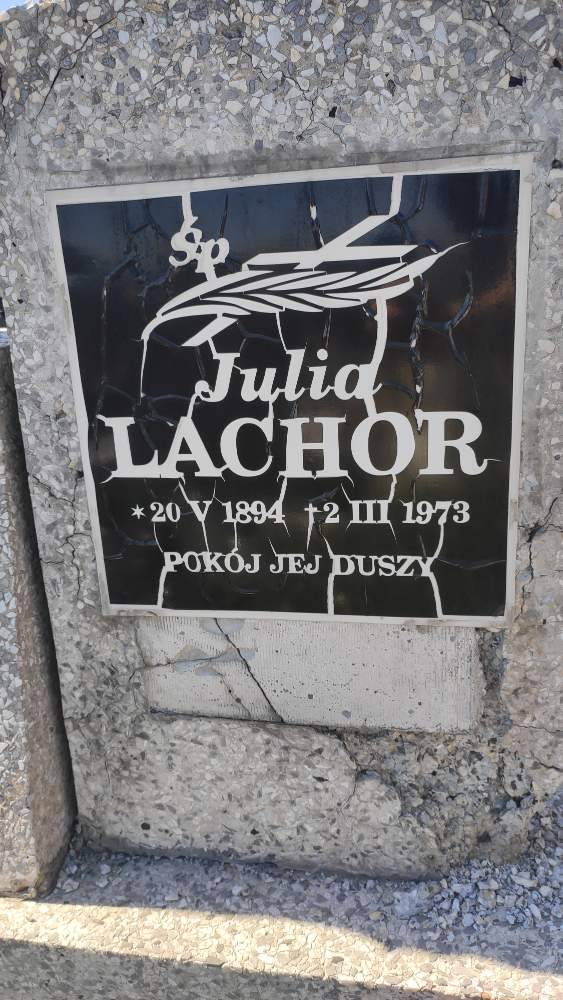 Śp
Julia
LACHOR
*20 V 1894 †2 III 1973
POKÓJ JEJ DUSZY